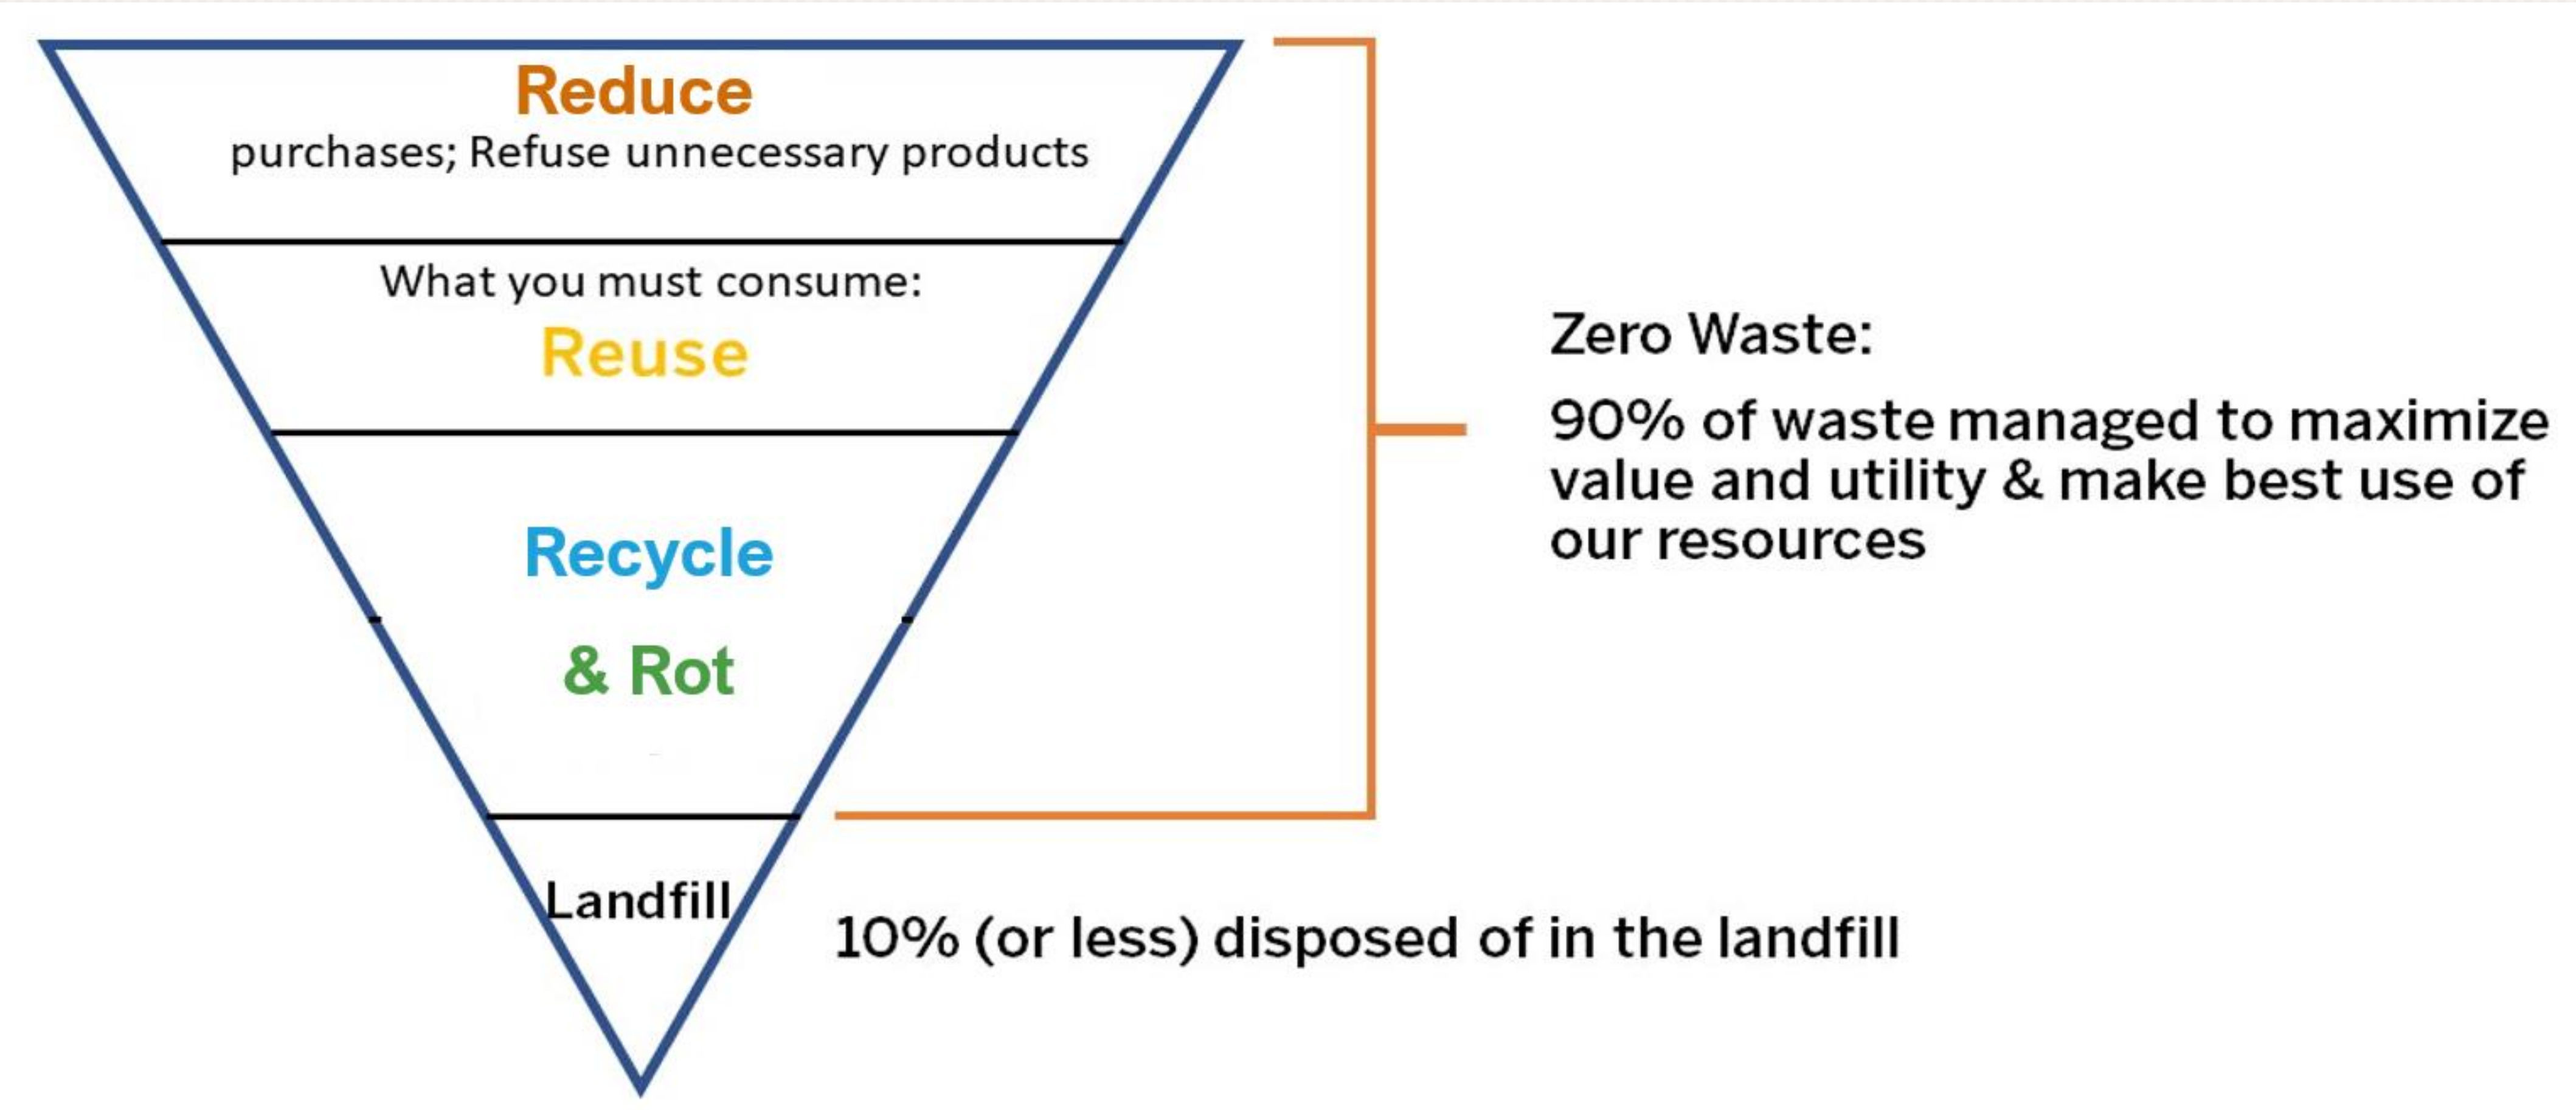 Reduce
purchases; Refuse unnecessary products
What you must consume:
Reuse
Recycle
& Rot
Landfill
Zero Waste:
90% of waste managed to maximize
value and utility & make best use of
our resources
10% (or less) disposed of in the landfill